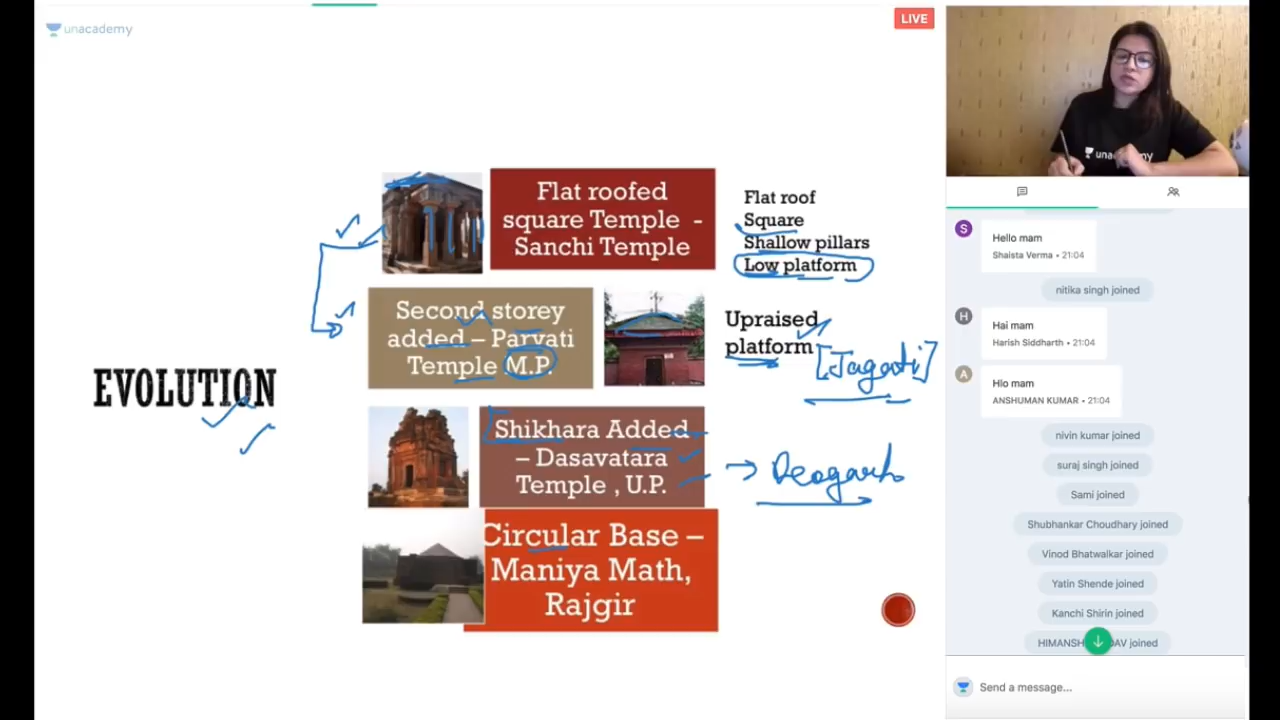 unacademy
LIVE
EVOLUTION
Flat roofed
square Temple -
Sanchi Temple
Flat roof
Square
Shallow pillars
Low platform
Second storey
added – Parvati
Temple M.P.
Upraised
platform
[Jagati]
Shikhara Added
– Dasavatara
Temple , U.P.
→ Deogarh
Circular Base –
Maniya Math,
Rajgir
unacademy
S
Hello mam
Shaista Verma • 21:04
nitika singh joined
H
Hai mam
Harish Siddharth • 21:04
A
HIo mam
ANSHUMAN KUMAR • 21:04
nivin kumar joined
suraj singh joined
Sami joined
Shubhankar Choudhary joined
Vinod Bhatwalkar joined
Yatin Shende joined
Kanchi Shirin joined
joined
Send a message...